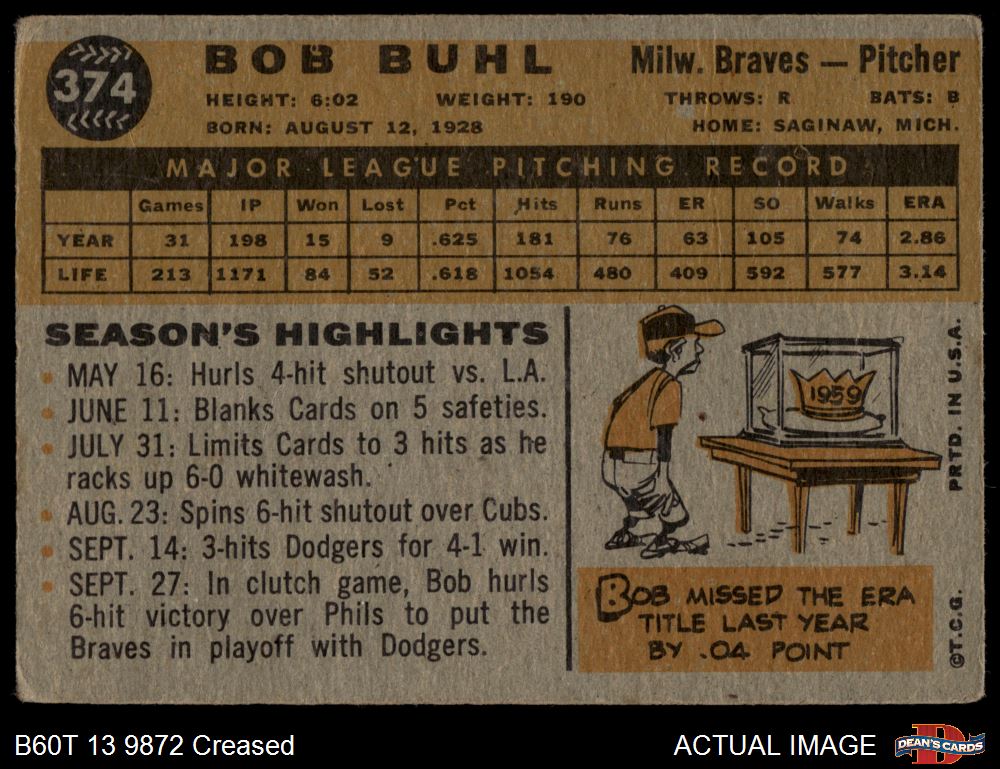 374
BOB BUHL
Milw. Braves — Pitcher
HEIGHT: 6:02 WEIGHT: 190 THROWS: R BATS: B
BORN: AUGUST 12, 1928 HOME: SAGINAW, MICH.
MAJOR LEAGUE PITCHING RECORD
Games IP Won Lost Pct Hits Runs ER SO Walks ERA
YEAR 31 198 15 9 .625 181 76 63 105 74 2.86
LIFE 213 1171 84 52 .618 1054 480 409 592 577 3.14
SEASON'S HIGHLIGHTS
• MAY 16: Hurls 4-hit shutout vs. L.A.
• JUNE 11: Blanks Cards on 5 safeties.
• JULY 31: Limits Cards to 3 hits as he
racks up 6-0 whitewash.
• AUG. 23: Spins 6-hit shutout over Cubs.
• SEPT. 14: 3-hits Dodgers for 4-1 win.
• SEPT. 27: In clutch game, Bob hurls
6-hit victory over Phils to put the
Braves in playoff with Dodgers.
1959
BOB MISSED THE ERA
TITLE LAST YEAR
BY .04 POINT
PRTD. IN U.S.A.
©T.C.G.
B60T 13 9872 Creased
ACTUAL IMAGE
D
DEAN'S CARDS